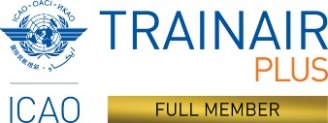 ICAO · OACI · ИКАО
TRAINAIR
PLUS
ICAO
FULL MEMBER